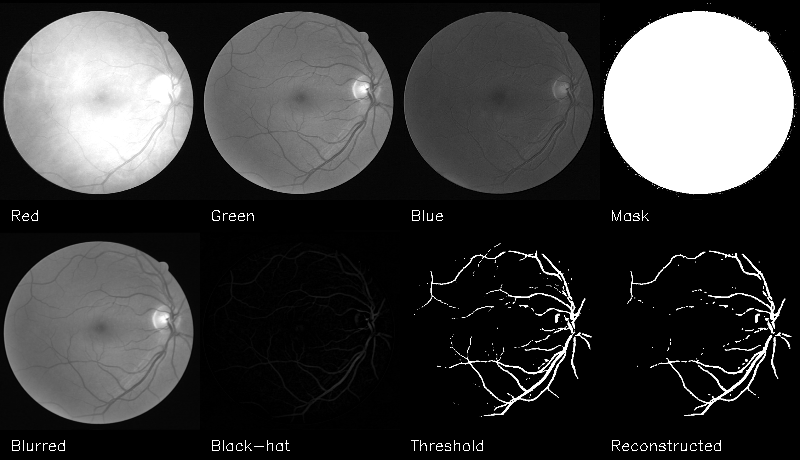 Red
Green
Blue
Mask
Blurred
Black-hat
Threshold
Reconstructed